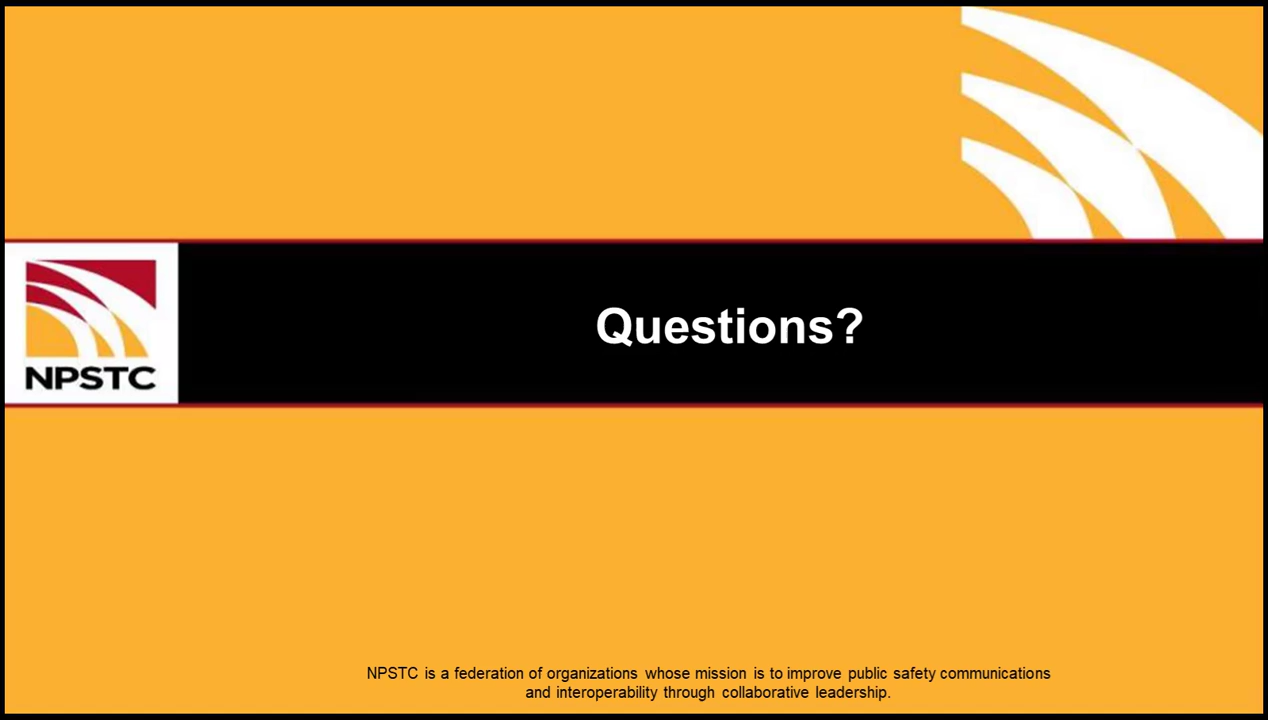 Questions?
NPSTC
NPSTC is a federation of organizations whose mission is to improve public safety communications
and interoperability through collaborative leadership.